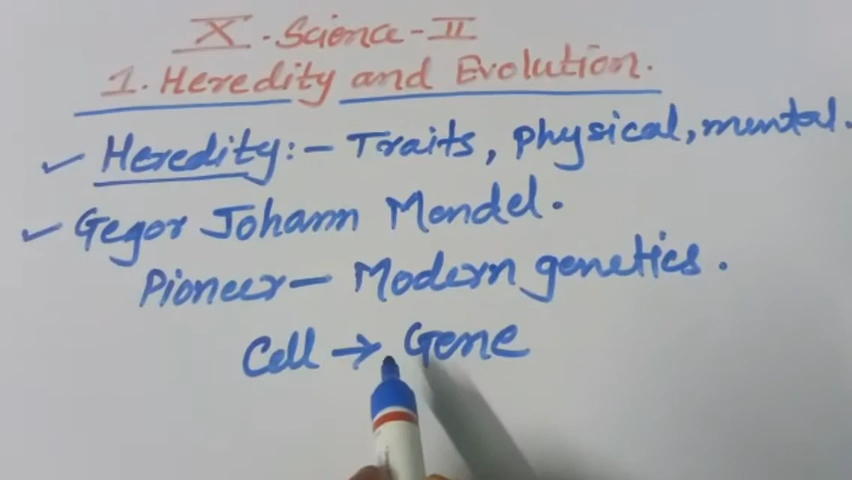 X. Science-II
1. Heredity and Evolution.
Heredity:- Traits, physical, mental.
Gegor Johann Mendel.
Pioneer- Modern genetics.
Cell → Gene